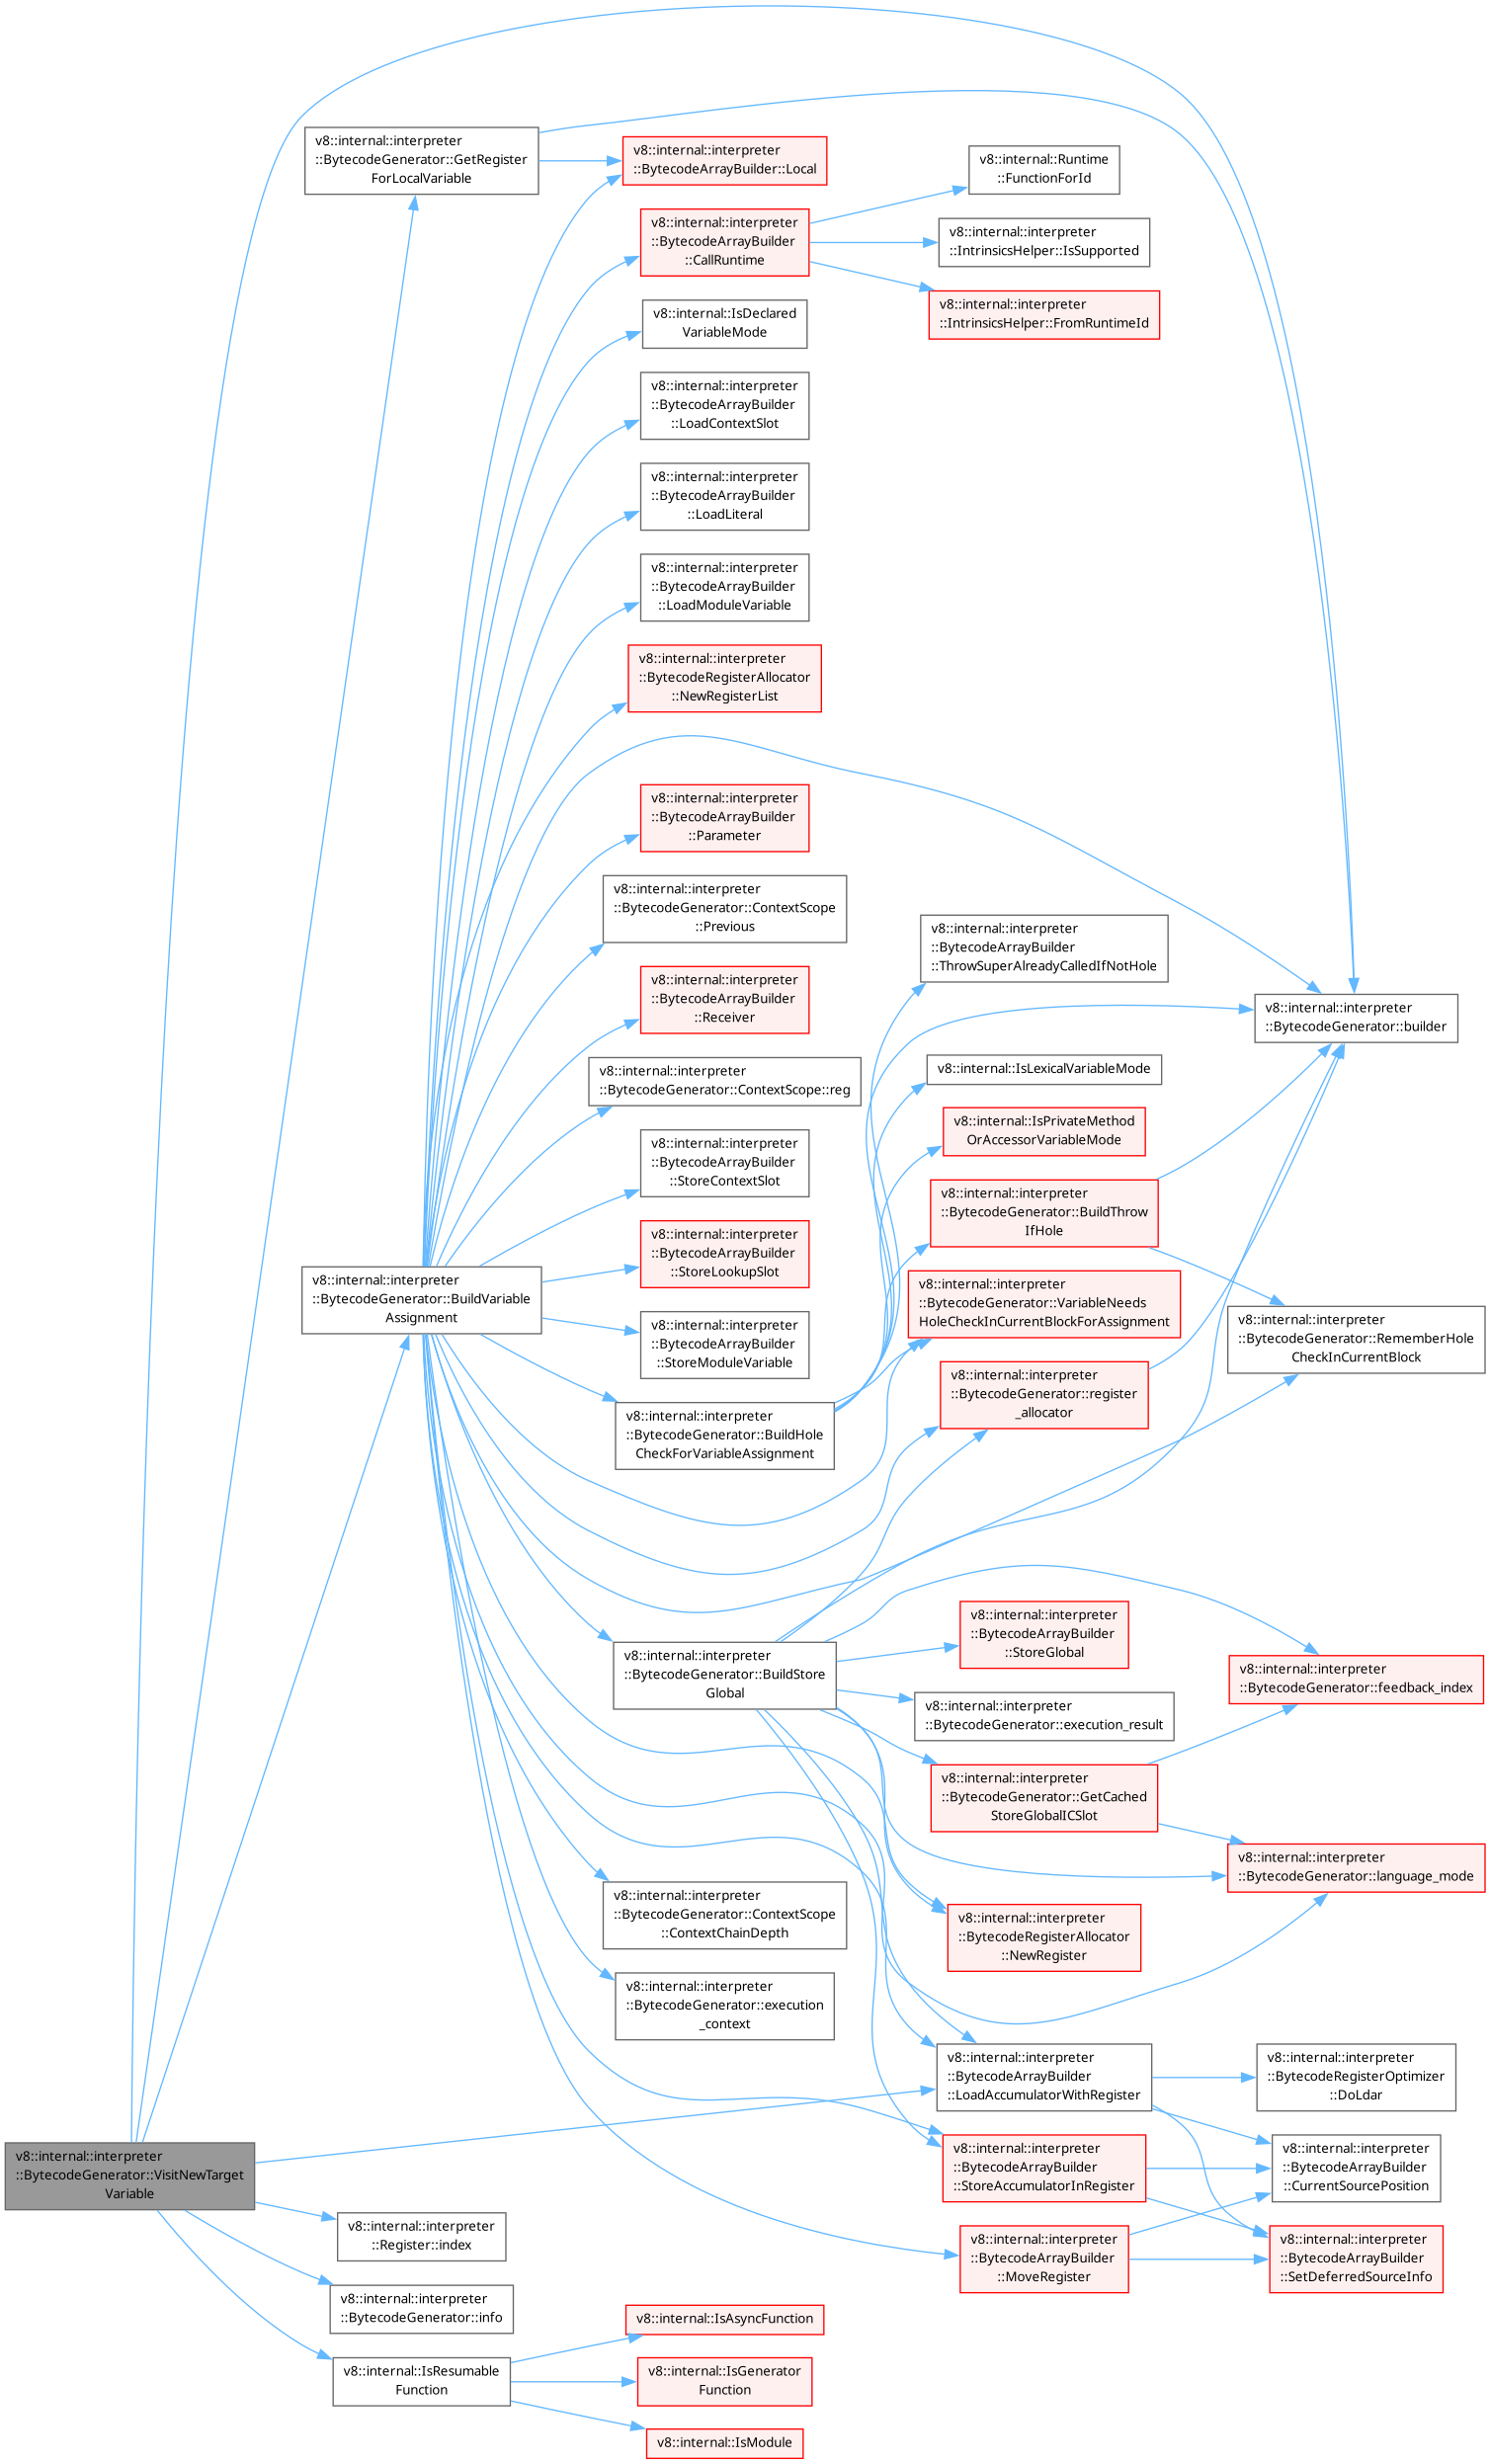 v8::internal::interpreter
::BytecodeGenerator::GetRegister
ForLocalVariable
v8::internal::interpreter
::BytecodeArrayBuilder::Local
v8::internal::Runtime
::FunctionForId
v8::internal::interpreter
::BytecodeArrayBuilder
::CallRuntime
v8::internal::interpreter
::IntrinsicsHelper::IsSupported
v8::internal::interpreter
::IntrinsicsHelper::FromRuntimeId
v8::internal::IsDeclared
VariableMode
v8::internal::interpreter
::BytecodeArrayBuilder
::LoadContextSlot
v8::internal::interpreter
::BytecodeArrayBuilder
::LoadLiteral
v8::internal::interpreter
::BytecodeArrayBuilder
::LoadModuleVariable
v8::internal::interpreter
::BytecodeRegisterAllocator
::NewRegisterList
v8::internal::interpreter
::BytecodeArrayBuilder
::Parameter
v8::internal::interpreter
::BytecodeGenerator::ContextScope
::Previous
v8::internal::interpreter
::BytecodeArrayBuilder
::ThrowSuperAlreadyCalledIfNotHole
v8::internal::interpreter
::BytecodeArrayBuilder
::Receiver
v8::internal::interpreter
::BytecodeGenerator::builder
v8::internal::interpreter
::BytecodeGenerator::ContextScope::reg
v8::internal::IsLexicalVariableMode
v8::internal::IsPrivateMethod
OrAccessorVariableMode
v8::internal::interpreter
::BytecodeArrayBuilder
::StoreContextSlot
v8::internal::interpreter
::BytecodeGenerator::BuildThrow
IfHole
v8::internal::interpreter
::BytecodeArrayBuilder
::StoreLookupSlot
v8::internal::interpreter
::BytecodeGenerator::BuildVariable
Assignment
v8::internal::interpreter
::BytecodeGenerator::VariableNeeds
HoleCheckInCurrentBlockForAssignment
v8::internal::interpreter
::BytecodeGenerator::RememberHole
CheckInCurrentBlock
v8::internal::interpreter
::BytecodeArrayBuilder
::StoreModuleVariable
v8::internal::interpreter
::BytecodeGenerator::register
_allocator
v8::internal::interpreter
::BytecodeGenerator::BuildHole
CheckForVariableAssignment
v8::internal::interpreter
::BytecodeArrayBuilder
::StoreGlobal
v8::internal::interpreter
::BytecodeGenerator::BuildStore
Global
v8::internal::interpreter
::BytecodeGenerator::feedback_index
v8::internal::interpreter
::BytecodeGenerator::execution_result
v8::internal::interpreter
::BytecodeGenerator::GetCached
StoreGlobalICSlot
v8::internal::interpreter
::BytecodeGenerator::language_mode
v8::internal::interpreter
::BytecodeGenerator::ContextScope
::ContextChainDepth
v8::internal::interpreter
::BytecodeRegisterAllocator
::NewRegister
v8::internal::interpreter
::BytecodeGenerator::execution
_context
v8::internal::interpreter
::BytecodeArrayBuilder
::LoadAccumulatorWithRegister
v8::internal::interpreter
::BytecodeRegisterOptimizer
::DoLdar
v8::internal::interpreter
::BytecodeGenerator::VisitNewTarget
Variable
v8::internal::interpreter
::BytecodeArrayBuilder
::StoreAccumulatorInRegister
v8::internal::interpreter
::BytecodeArrayBuilder
::CurrentSourcePosition
v8::internal::interpreter
::Register::index
v8::internal::interpreter
::BytecodeArrayBuilder
::MoveRegister
v8::internal::interpreter
::BytecodeArrayBuilder
::SetDeferredSourceInfo
v8::internal::interpreter
::BytecodeGenerator::info
v8::internal::IsAsyncFunction
v8::internal::IsResumable
Function
v8::internal::IsGenerator
Function
v8::internal::IsModule